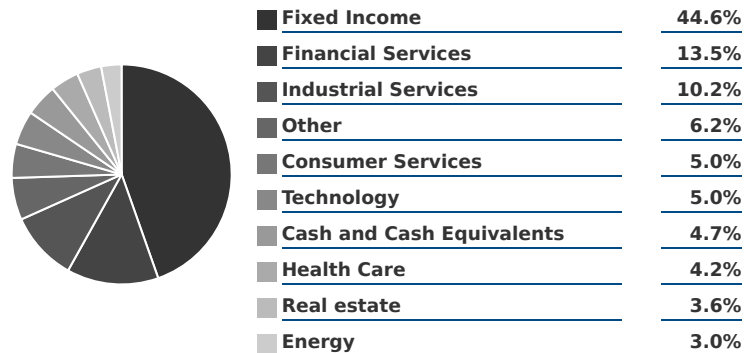 Fixed Income 44.6%
Financial Services 13.5%
Industrial Services 10.2%
Other 6.2%
Consumer Services 5.0%
Technology 5.0%
Cash and Cash Equivalents 4.7%
Health Care 4.2%
Real estate 3.6%
Energy 3.0%